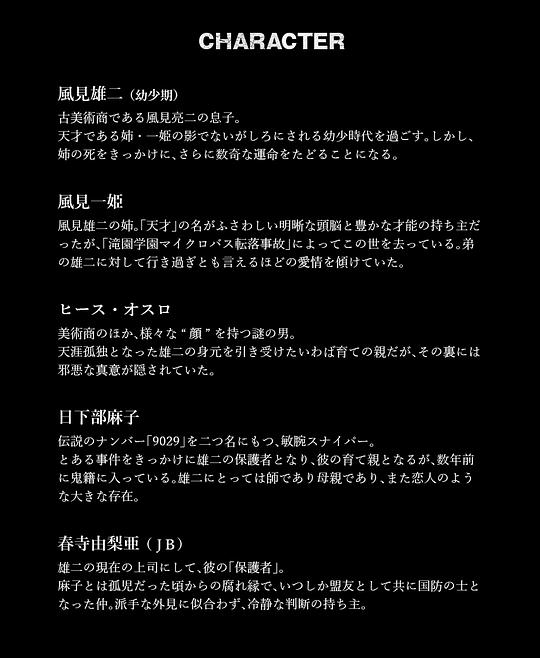 CHARACTER
風見雄二（幼少期）
古美術商である風見亮二の息子。
天才である姉・一姫の影でないがしろにされる幼少時代を過ごす。しかし、
姉の死をきっかけに、さらに数奇な運命をたどることになる。
風見一姫
風見雄二の姉。「天才」の名がふさわしい明晰な頭脳と豊かな才能の持ち主だ
ったが、「滝園学園マイクロバス転落事故」によってこの世を去っている。弟
の雄二に対して行き過ぎとも言えるほどの愛情を傾けていた。
ヒース・オスロ
美術商のほか、様々な“顔”を持つ謎の男。
天涯孤独となった雄二の身元を引き受けたいわば育ての親だが、その裏には
邪悪な真意が隠されていた。
日下部麻子
伝説のナンバー「9029」を二つ名にもつ、敏腕スナイパー。
とある事件をきっかけに雄二の保護者となり、彼の育て親となるが、数年前
に鬼籍に入っている。雄二にとっては師であり母親であり、また恋人のよう
な大きな存在。
春寺由梨亜（JB）
雄二の現在の上司にして、彼の「保護者」。
麻子とは孤児だった頃からの腐れ縁で、いつしか盟友として共に国防の士と
なった仲。派手な外見に似合わず、冷静な判断の持ち主。